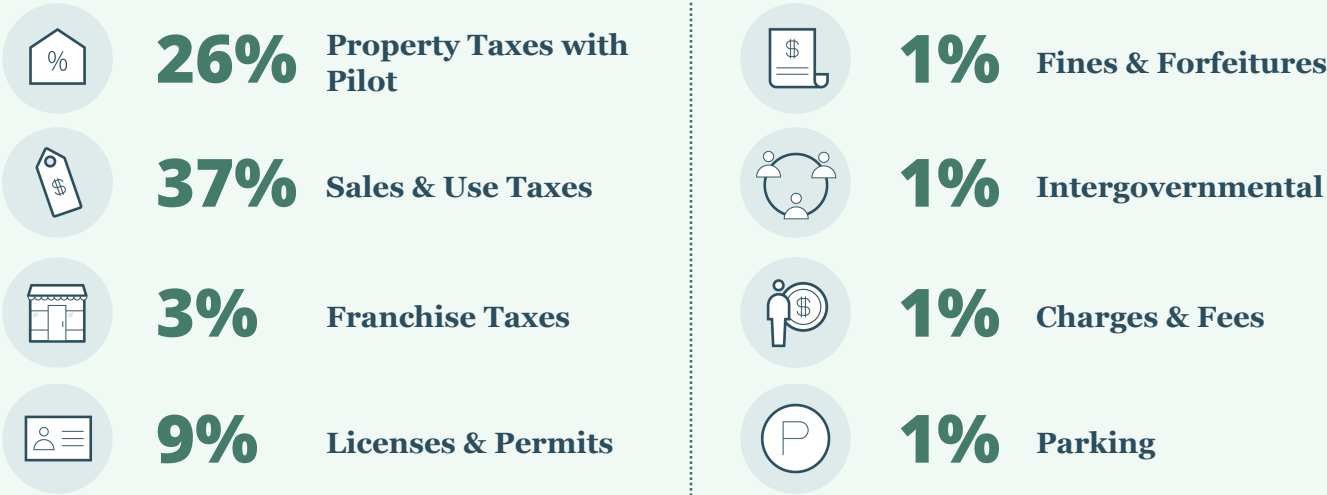 %
26%
Property Taxes with
Pilot
$
37%
Sales & Use Taxes
3%
Franchise Taxes
9%
Licenses & Permits
$
1%
Fines & Forfeitures
1%
Intergovernmental
$
1%
Charges & Fees
P
1%
Parking